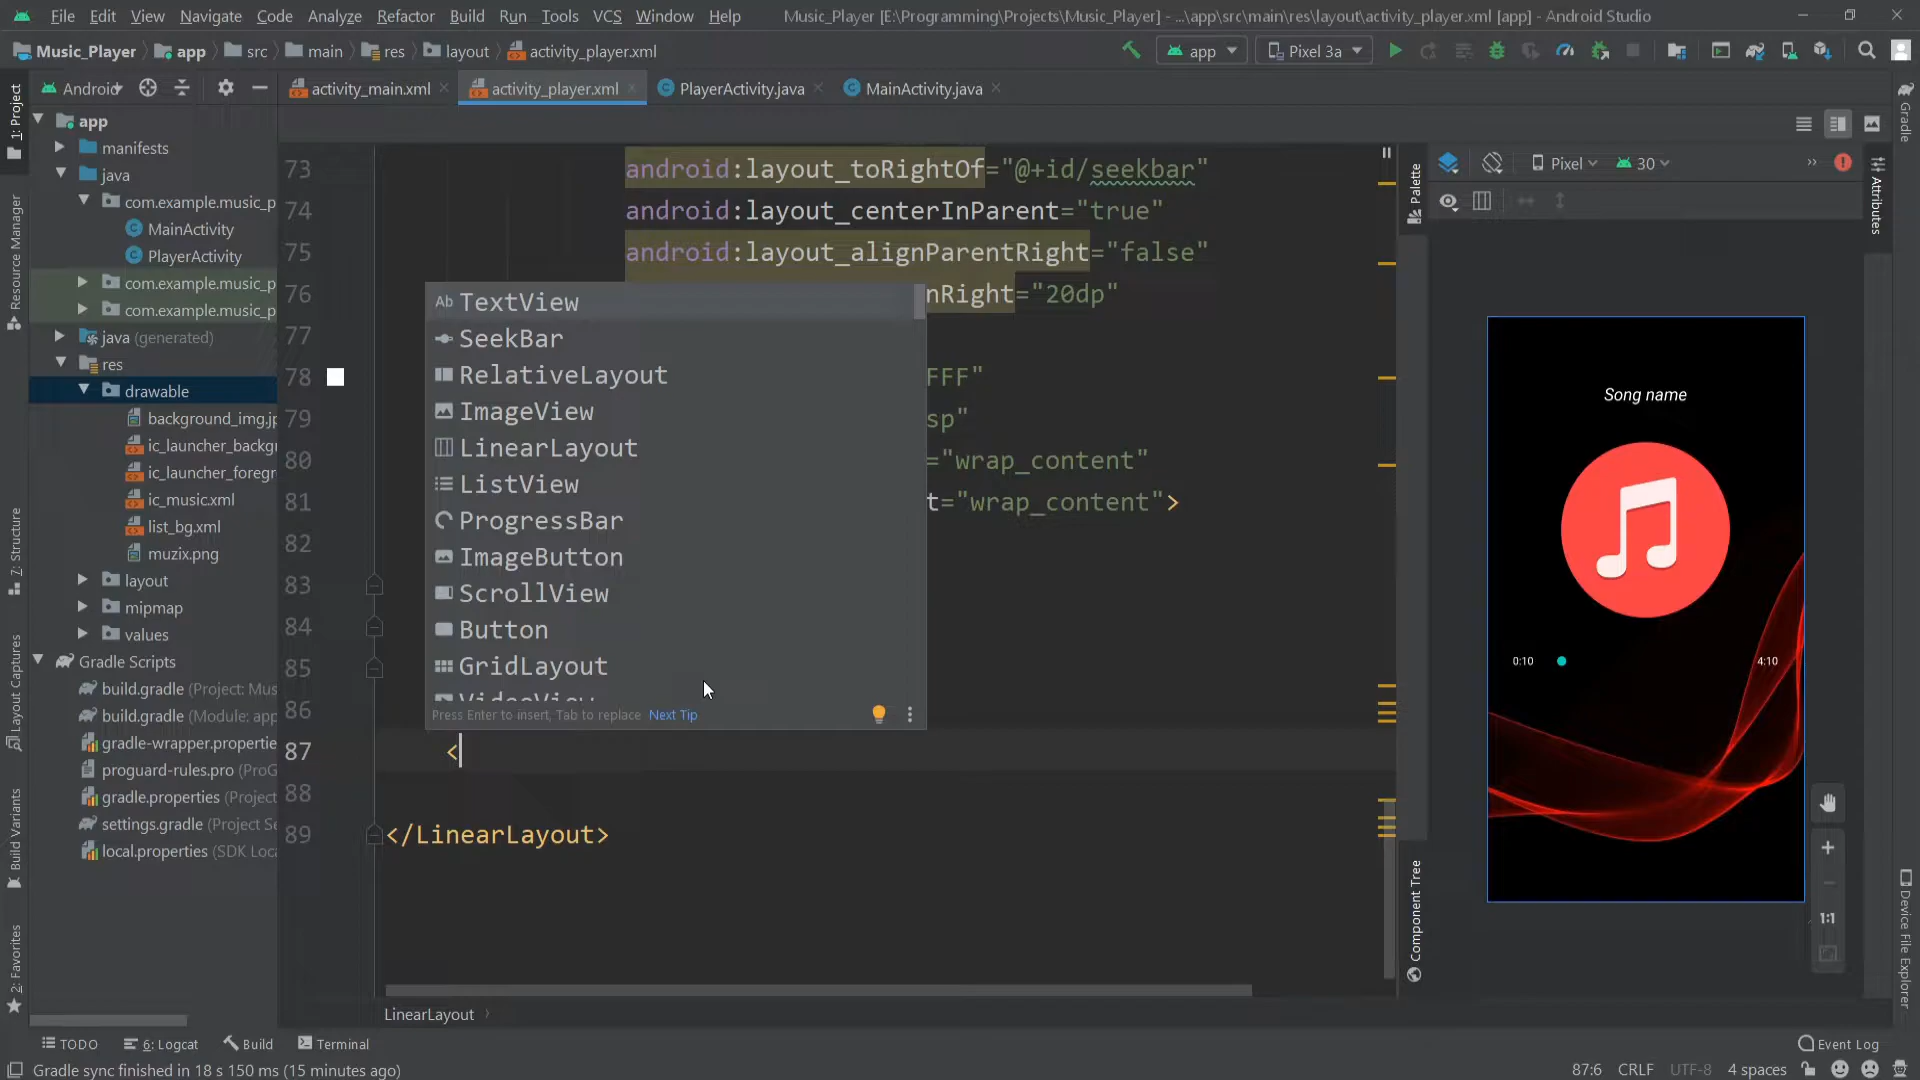 File Edit View Navigate Code Analyze Refactor Build Run Tools VCS Window Help Music_Player [E:\Programming\Projects\Music_Player] - ...\app\src\main\res\layout\activity_player.xml [app] - Android Studio
Music_Player app src main res layout activity_player.xml app Pixel 3a
Android activity_main.xml activity_player.xml PlayerActivity.java MainActivity.java
1: Project
Resource Manager
7: Structure
Layout Captures
Build Variants
2: Favorites
app
manifests
java
com.example.music_p
MainActivity
PlayerActivity
com.example.music_p
com.example.music_p
java (generated)
res
drawable
background_img.jp
ic_launcher_backgr
ic_launcher_foregr
ic_music.xml
list_bg.xml
muzix.png
layout
mipmap
values
Gradle Scripts
build.gradle (Project: Mus
build.gradle (Module: app
gradle-wrapper.propertie
proguard-rules.pro (ProG
gradle.properties (Project
settings.gradle (Project Se
local.properties (SDK Loca
73 android:layout_toRightOf="@+id/seekbar"
74 android:layout_centerInParent="true"
75 android:layout_alignParentRight="false"
76 nRight="20dp"
77
78 FFF"
79 sp"
80 ="wrap_content"
81 t="wrap_content">
82
83
84
85
86
87 <
88
89 </LinearLayout>
Ab TextView
SeekBar
RelativeLayout
ImageView
LinearLayout
ListView
ProgressBar
ImageButton
ScrollView
Button
GridLayout
VideoView
Press Enter to insert, Tab to replace Next Tip
LinearLayout
Palette
Component Tree
Pixel 30
Song name
0:10 4:10
1:1
Gradle
Attributes
Device File Explorer
TODO 6: Logcat Build Terminal Event Log
Gradle sync finished in 18 s 150 ms (15 minutes ago) 87:6 CRLF UTF-8 4 spaces